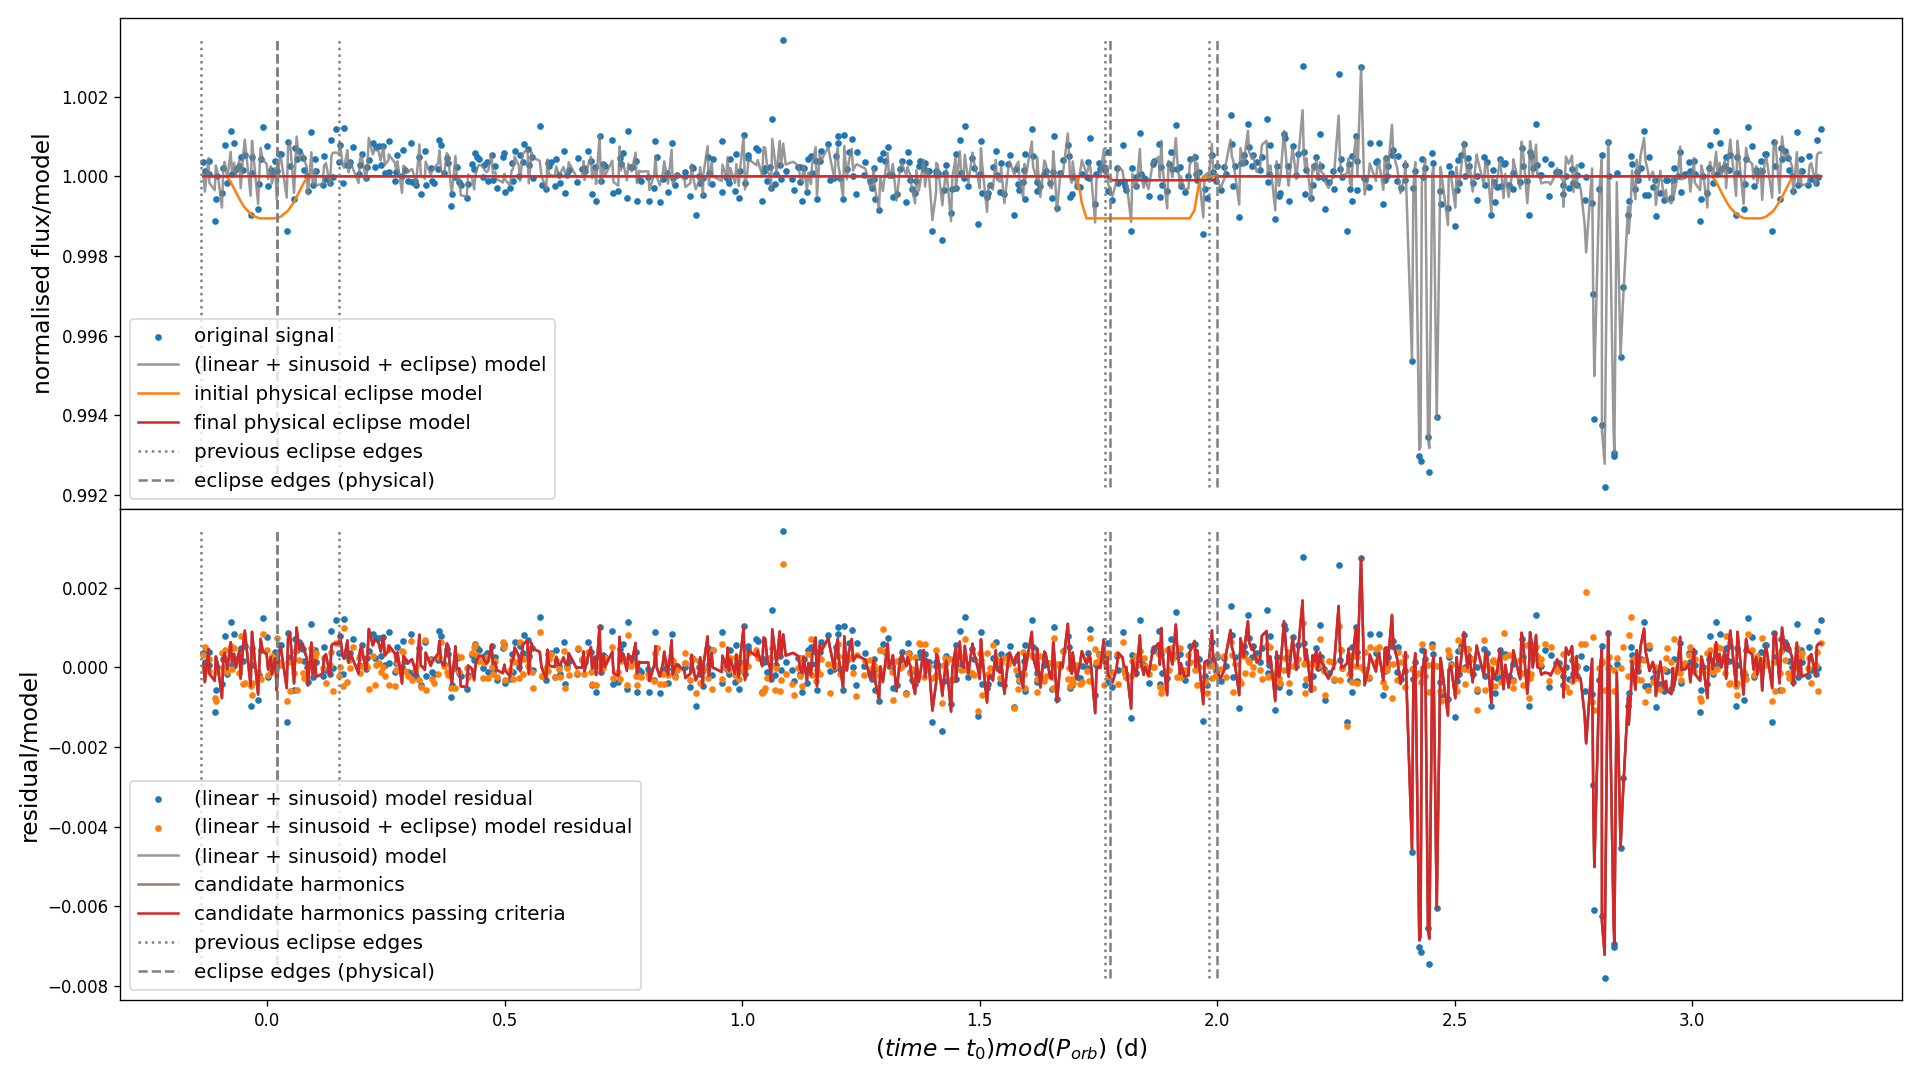 normalised flux/model
1.002
1.000
0.998
0.996
0.994
0.992
original signal
(linear + sinusoid + eclipse) model
initial physical eclipse model
final physical eclipse model
previous eclipse edges
eclipse edges (physical)
residual/model
0.002
0.000
−0.002
−0.004
−0.006
−0.008
(linear + sinusoid) model residual
(linear + sinusoid + eclipse) model residual
(linear + sinusoid) model
candidate harmonics
candidate harmonics passing criteria
previous eclipse edges
eclipse edges (physical)
0.0 0.5 1.0 1.5 2.0 2.5 3.0
(time − t₀)mod(P_orb) (d)